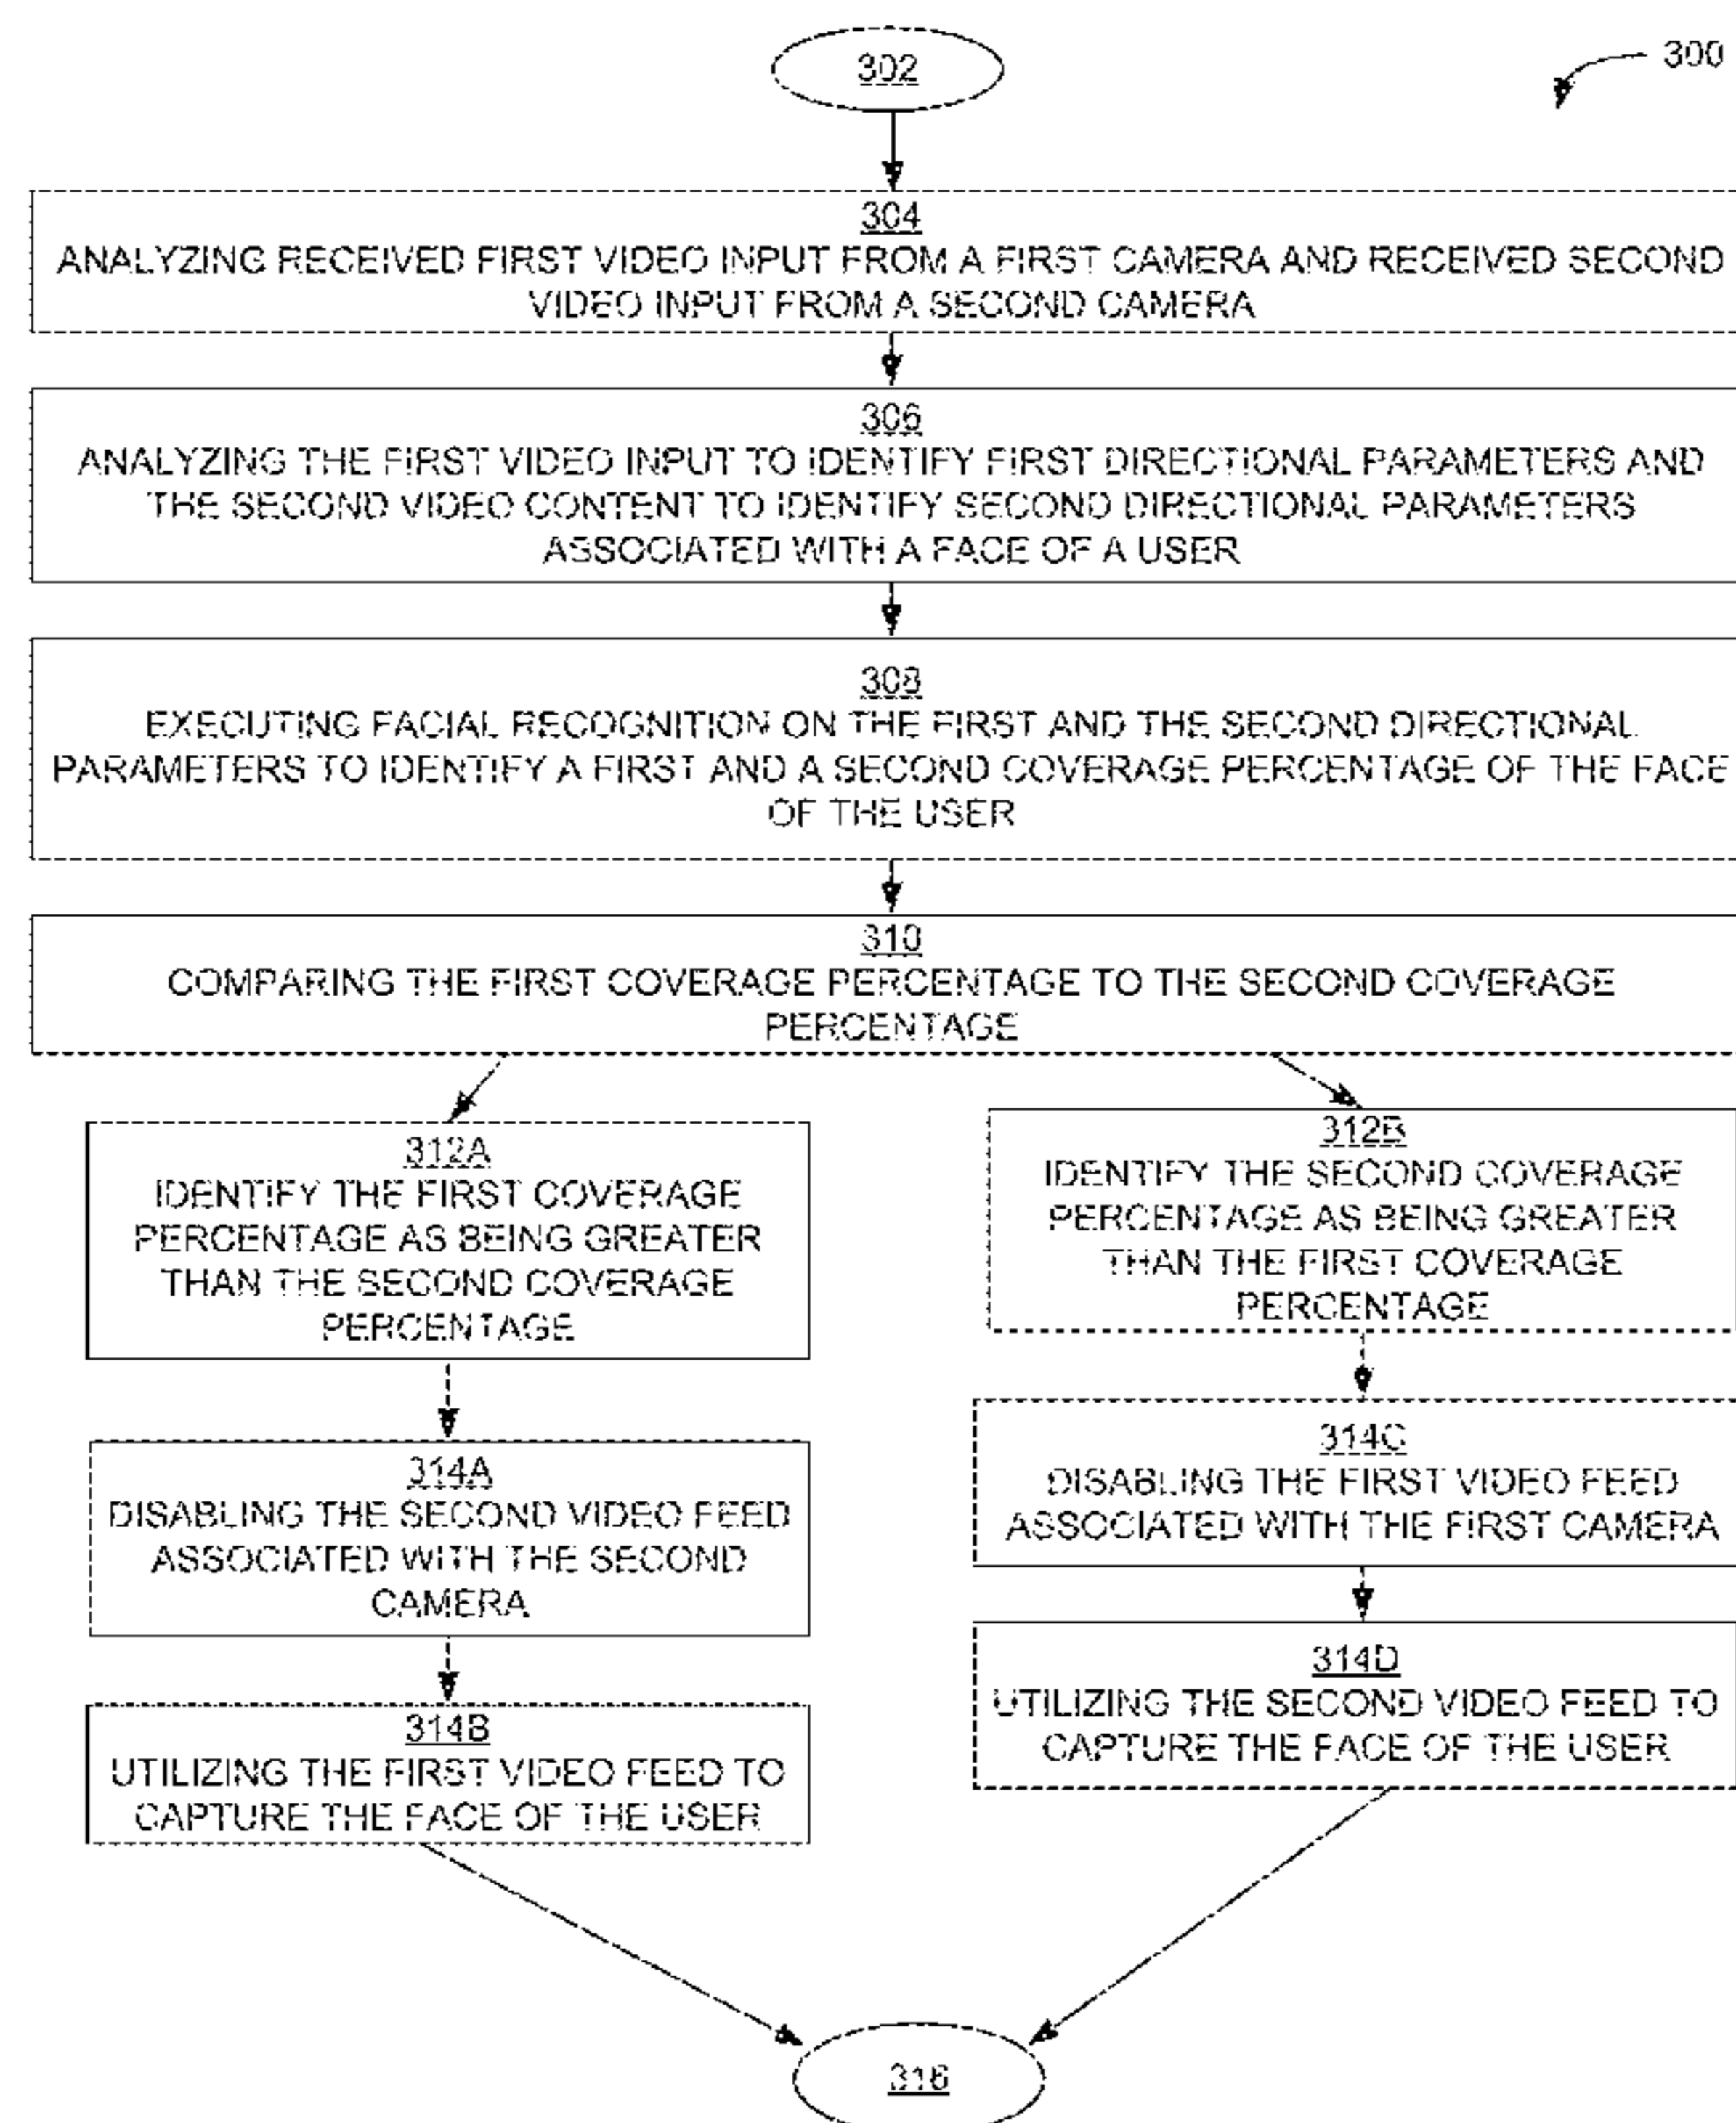 302
300
304
ANALYZING RECEIVED FIRST VIDEO INPUT FROM A FIRST CAMERA AND RECEIVED SECOND
VIDEO INPUT FROM A SECOND CAMERA
306
ANALYZING THE FIRST VIDEO INPUT TO IDENTIFY FIRST DIRECTIONAL PARAMETERS AND
THE SECOND VIDEO CONTENT TO IDENTIFY SECOND DIRECTIONAL PARAMETERS
ASSOCIATED WITH A FACE OF A USER
308
EXECUTING FACIAL RECOGNITION ON THE FIRST AND THE SECOND DIRECTIONAL
PARAMETERS TO IDENTIFY A FIRST AND A SECOND COVERAGE PERCENTAGE OF THE FACE
OF THE USER
310
COMPARING THE FIRST COVERAGE PERCENTAGE TO THE SECOND COVERAGE
PERCENTAGE
312A
IDENTIFY THE FIRST COVERAGE
PERCENTAGE AS BEING GREATER
THAN THE SECOND COVERAGE
PERCENTAGE
314A
DISABLING THE SECOND VIDEO FEED
ASSOCIATED WITH THE SECOND
CAMERA
314B
UTILIZING THE FIRST VIDEO FEED TO
CAPTURE THE FACE OF THE USER
312B
IDENTIFY THE SECOND COVERAGE
PERCENTAGE AS BEING GREATER
THAN THE FIRST COVERAGE
PERCENTAGE
314C
DISABLING THE FIRST VIDEO FEED
ASSOCIATED WITH THE FIRST CAMERA
314D
UTILIZING THE SECOND VIDEO FEED TO
CAPTURE THE FACE OF THE USER
316